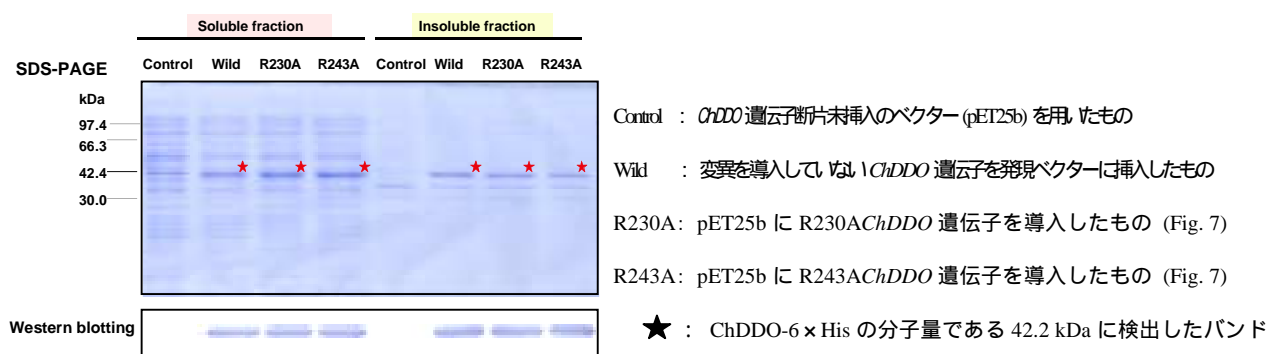 Soluble fraction Insoluble fraction
SDS-PAGE Control Wild R230A R243A Control Wild R230A R243A
kDa
97.4
66.3
42.4
30.0
Western blotting
Control : ChDDO 遺伝子断片未挿入のベクター (pET25b) を用いたもの
Wild : 変異を導入していない ChDDO 遺伝子を発現ベクターに挿入したもの
R230A: pET25b に R230AChDDO 遺伝子を導入したもの (Fig. 7)
R243A: pET25b に R243AChDDO 遺伝子を導入したもの (Fig. 7)
★ : ChDDO-6×His の分子量である 42.2 kDa に検出したバンド